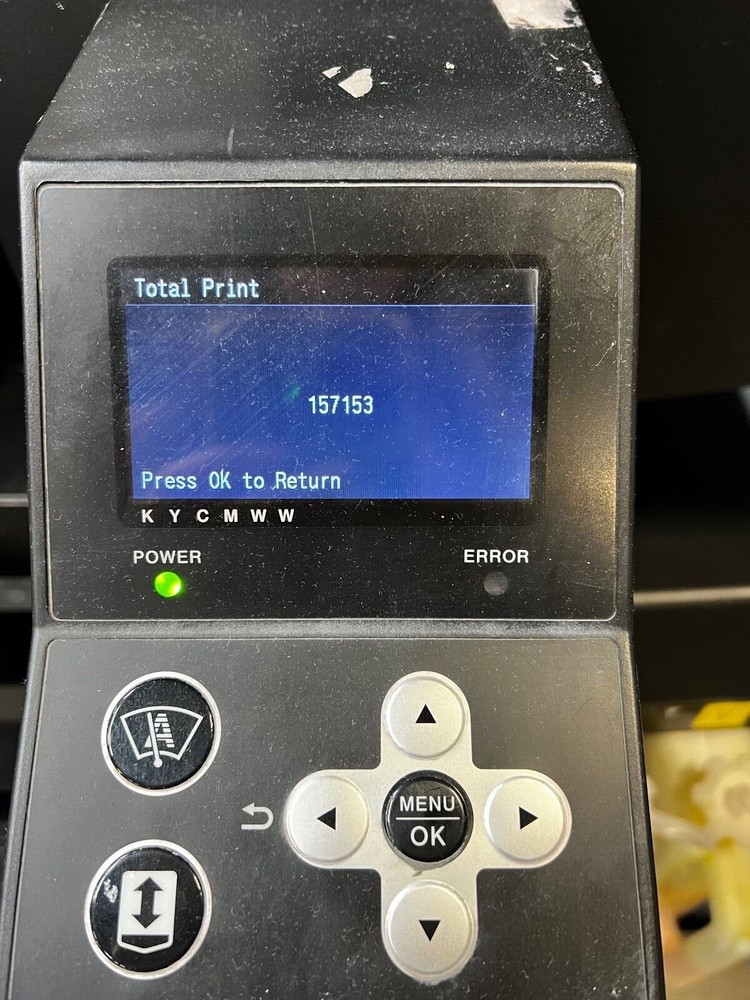 Total Print
157153
Press OK to Return
K Y C M W W
POWER
ERROR
A
MENU
OK